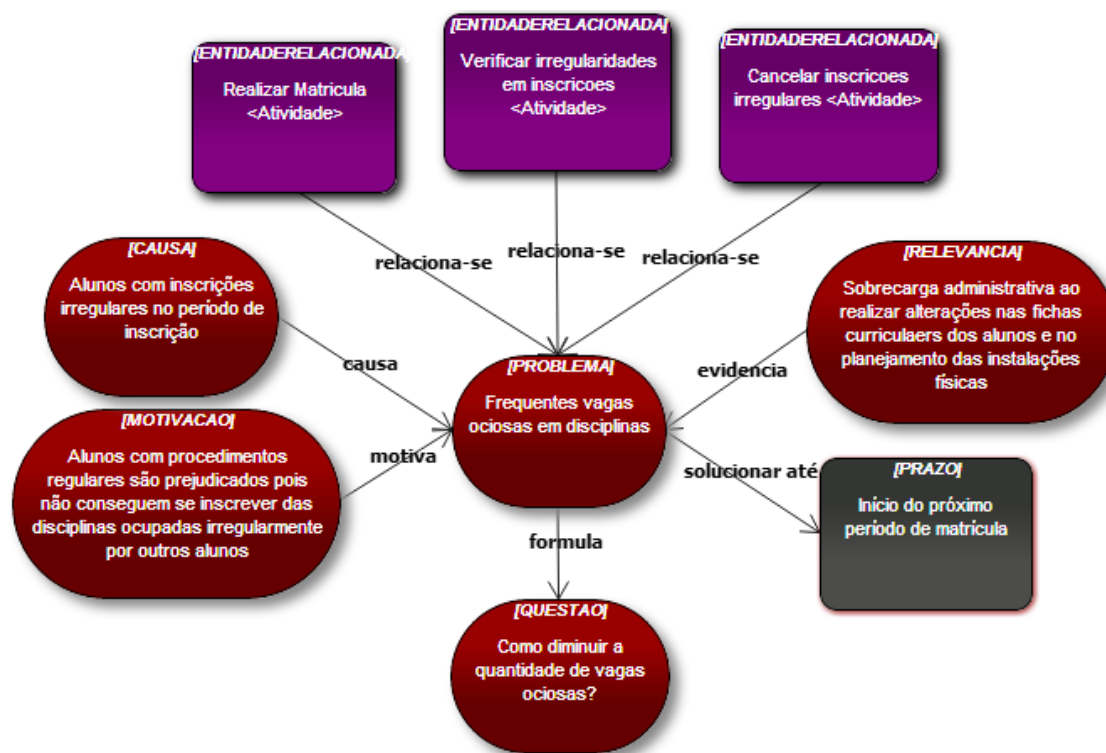 [ENTIDADERELACIONADA]
Realizar Matricula
<Atividade>
[ENTIDADERELACIONADA]
Verificar irregularidades
em inscricoes
<Atividade>
[ENTIDADERELACIONADA]
Cancelar inscricoes
irregulares <Atividade>
relaciona-se
relaciona-se
relaciona-se
[CAUSA]
Alunos com inscrições
irregulares no período de
inscrição
causa
[RELEVANCIA]
Sobrecarga administrativa ao
realizar alterações nas fichas
curriculaers dos alunos e no
planejamento das instalações
físicas
evidencia
[PROBLEMA]
Frequentes vagas
ociosas em disciplinas
[MOTIVACAO]
Alunos com procedimentos
regulares são prejudicados pois
não conseguem se inscrever das
disciplinas ocupadas irregularmente
por outros alunos
motiva
solucionar até
[PRAZO]
Início do próximo
período de matrícula
formula
[QUESTAO]
Como diminuir a
quantidade de vagas
ociosas?